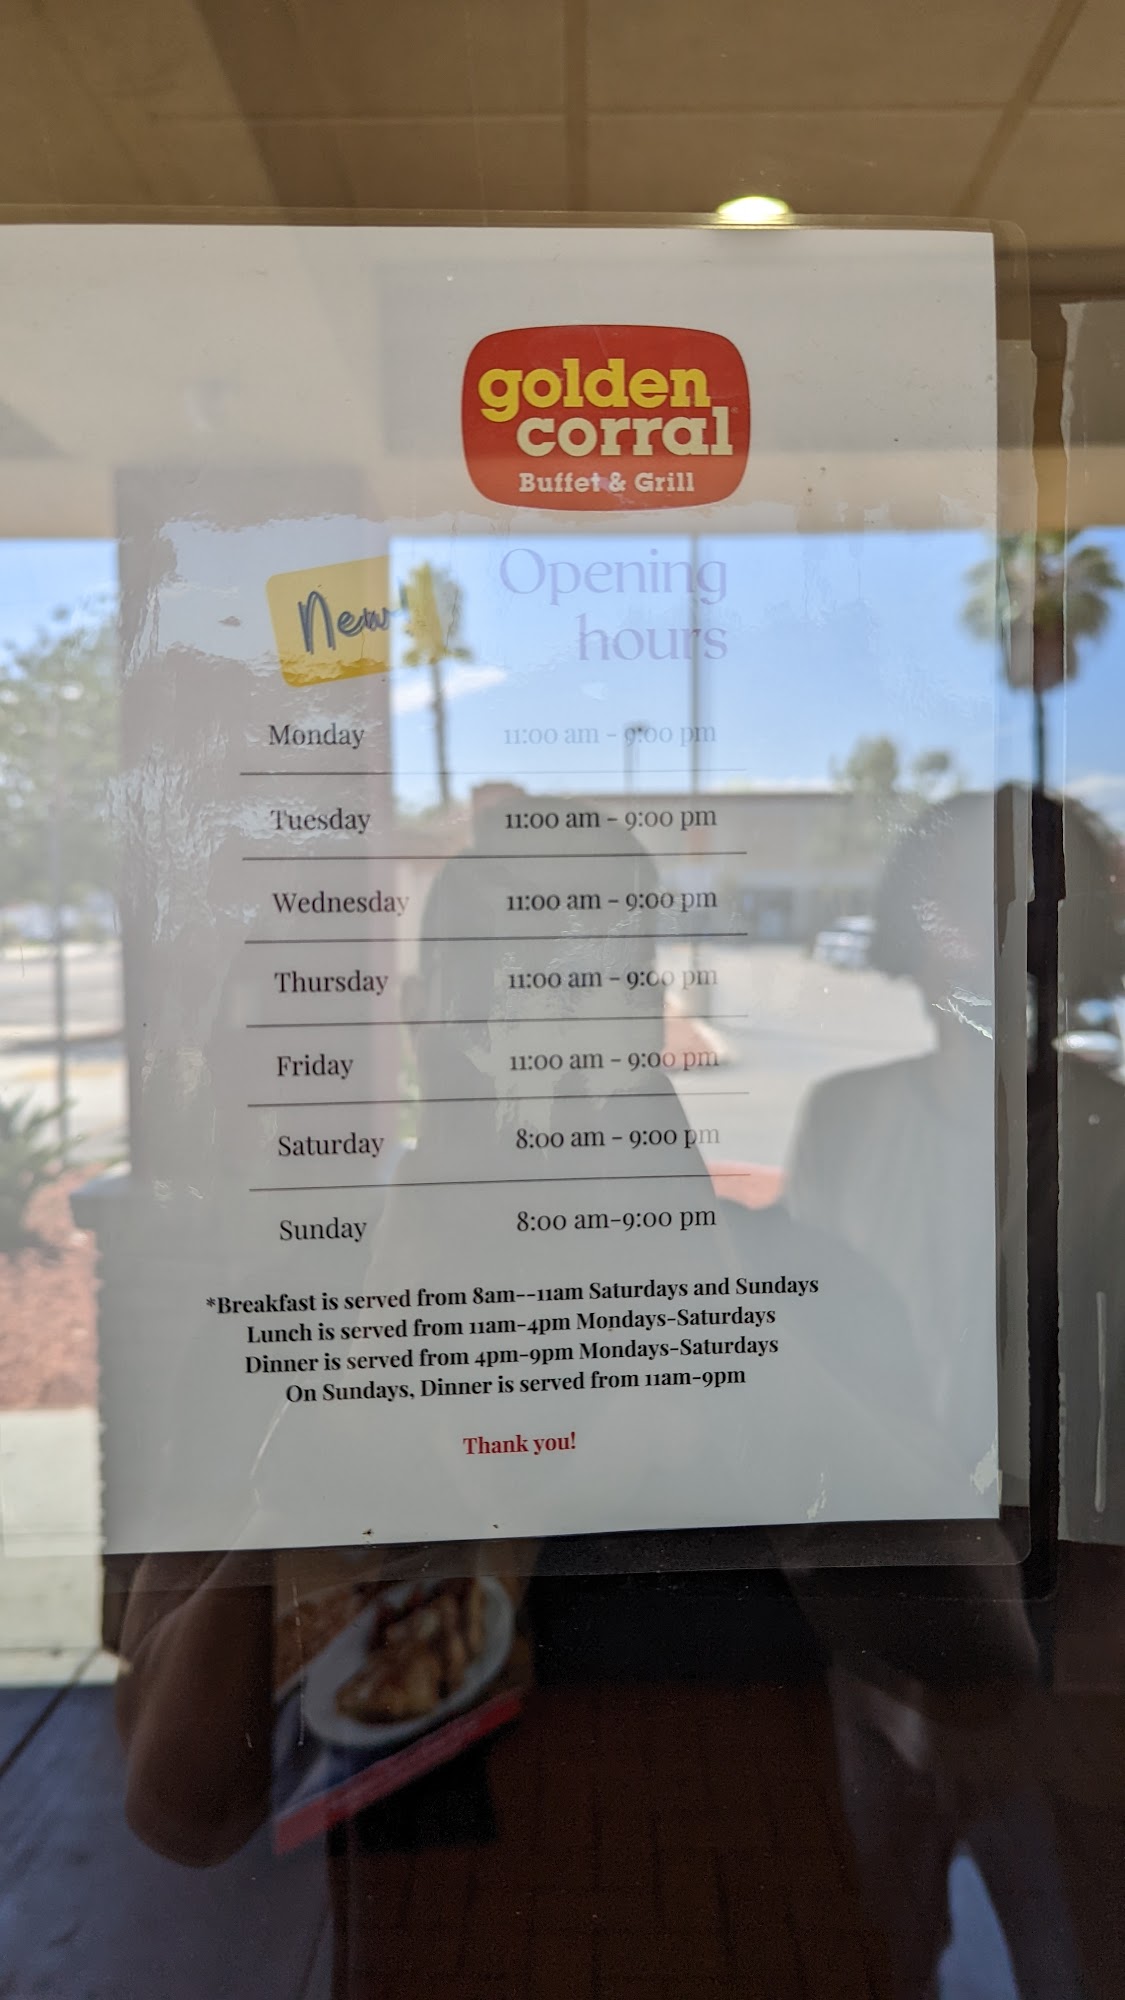 golden
corral
Buffet & Grill
New!
Opening
hours
Monday 11:00 am - 9:00 pm
Tuesday 11:00 am - 9:00 pm
Wednesday 11:00 am - 9:00 pm
Thursday 11:00 am - 9:00 pm
Friday 11:00 am - 9:00 pm
Saturday 8:00 am - 9:00 pm
Sunday 8:00 am-9:00 pm
*Breakfast is served from 8am--11am Saturdays and Sundays
Lunch is served from 11am-4pm Mondays-Saturdays
Dinner is served from 4pm-9pm Mondays-Saturdays
On Sundays, Dinner is served from 11am-9pm
Thank you!